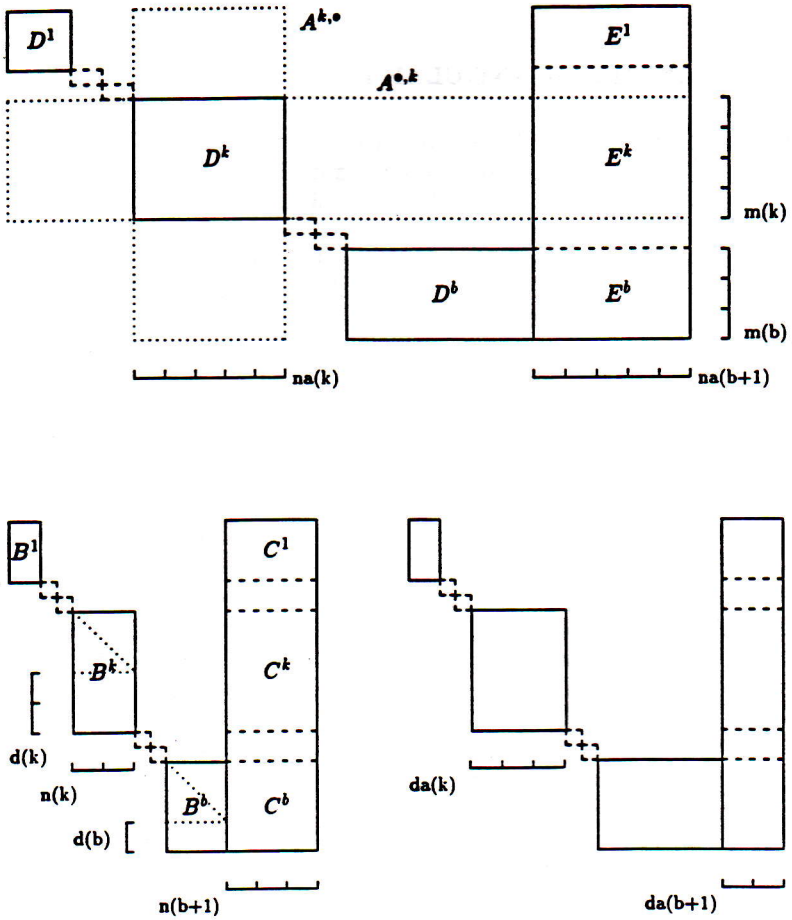 D^1
A^{k,•}
E^1
A^{•,k}
D^k
E^k
m(k)
D^b
E^b
m(b)
na(k)
na(b+1)
B^1
C^1
B^k
C^k
d(k)
n(k)
da(k)
B^b
C^b
d(b)
n(b+1)
da(b+1)